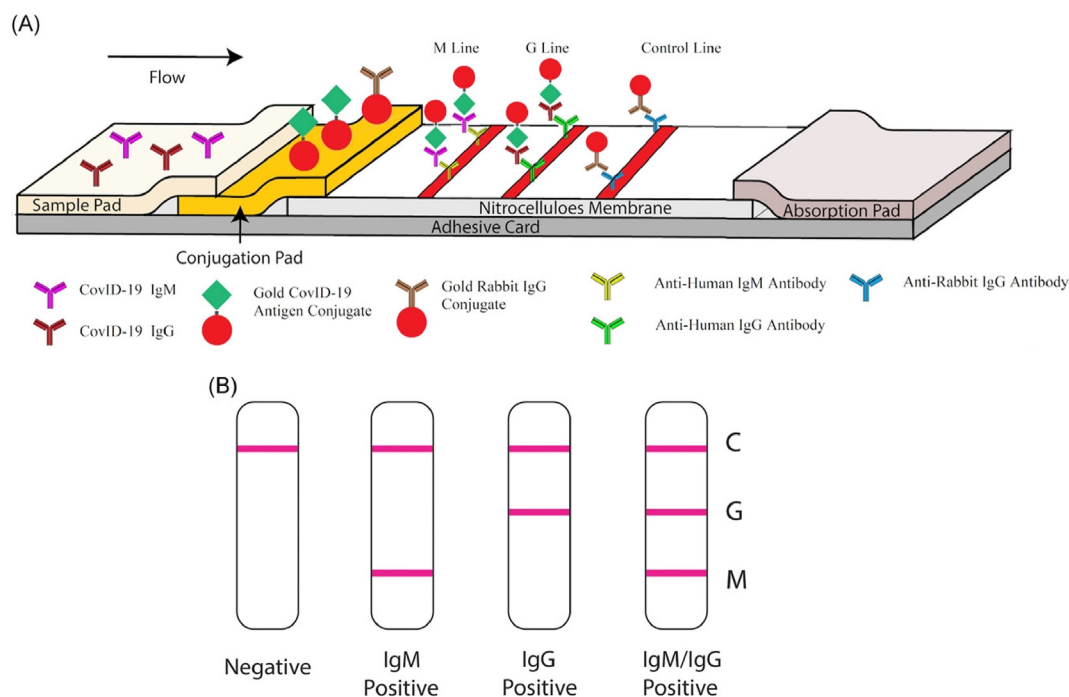 (A)
Flow
M Line
G Line
Control Line
Sample Pad
Nitrocelluloes Membrane
Absorption Pad
Adhesive Card
Conjugation Pad
CovID-19 IgM
CovID-19 IgG
Gold CovID-19
Antigen Conjugate
Gold Rabbit IgG
Conjugate
Anti-Human IgM Antibody
Anti-Human IgG Antibody
Anti-Rabbit IgG Antibody
(B)
C
G
M
Negative
IgM
Positive
IgG
Positive
IgM/IgG
Positive